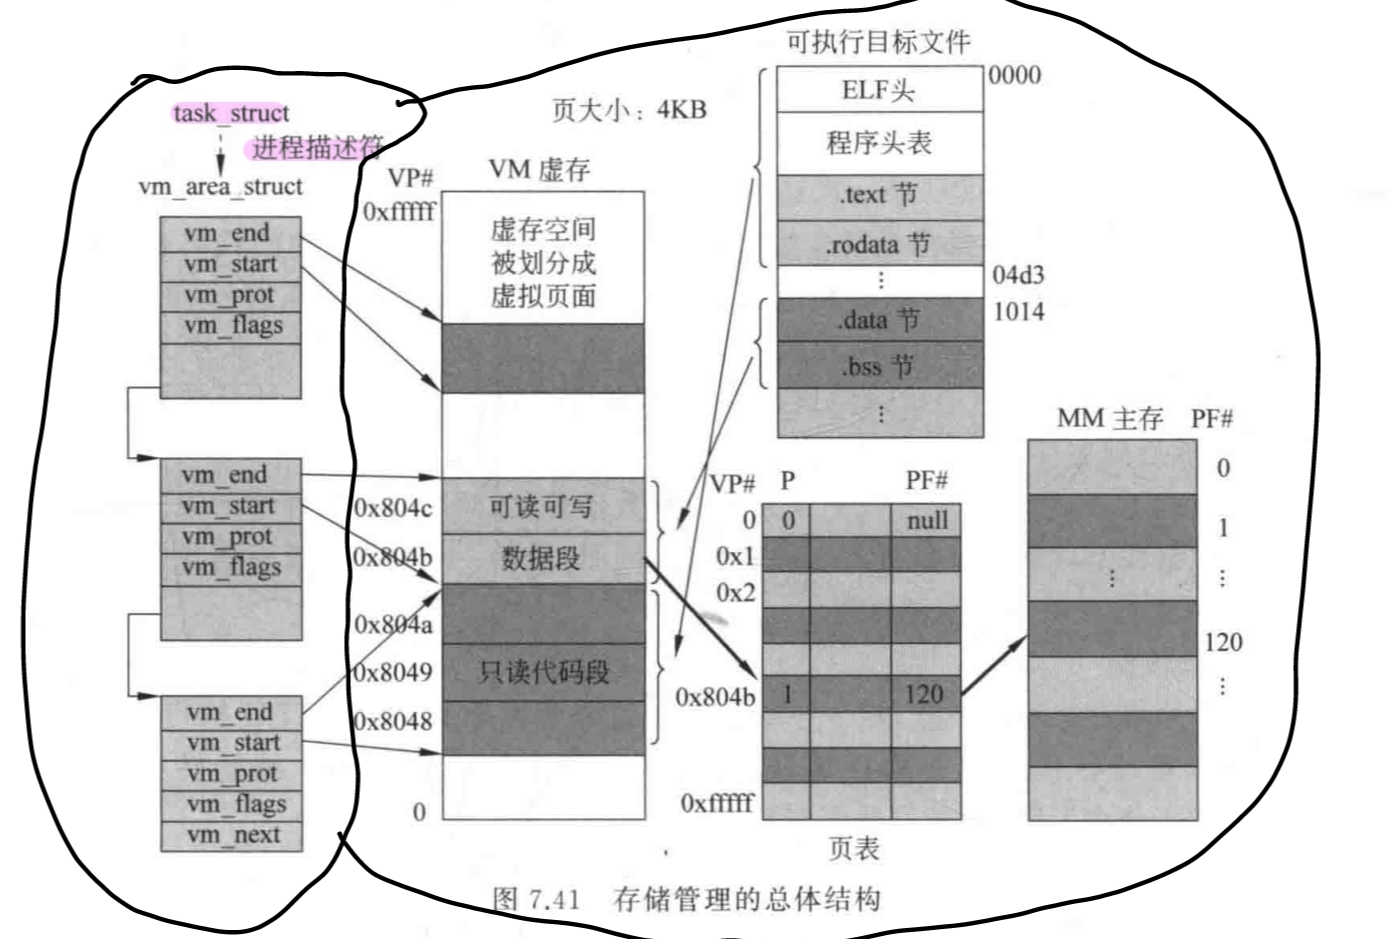 task_struct
进程描述符
vm_area_struct
vm_end
vm_start
vm_prot
vm_flags
vm_end
vm_start
vm_prot
vm_flags
vm_end
vm_start
vm_prot
vm_flags
vm_next
页大小：4KB
VP#
VM 虚存
0xfffff
虚存空间
被划分成
虚拟页面
0x804c
可读可写
0x804b
数据段
0x804a
0x8049
只读代码段
0x8048
0
可执行目标文件
ELF头
0000
程序头表
.text 节
.rodata 节
⋮
04d3
.data 节
1014
.bss 节
⋮
VP#
P
PF#
0
0
null
0x1
0x2
0x804b
1
120
0xfffff
页表
MM 主存
PF#
0
1
⋮
⋮
120
⋮
图 7.41 存储管理的总体结构